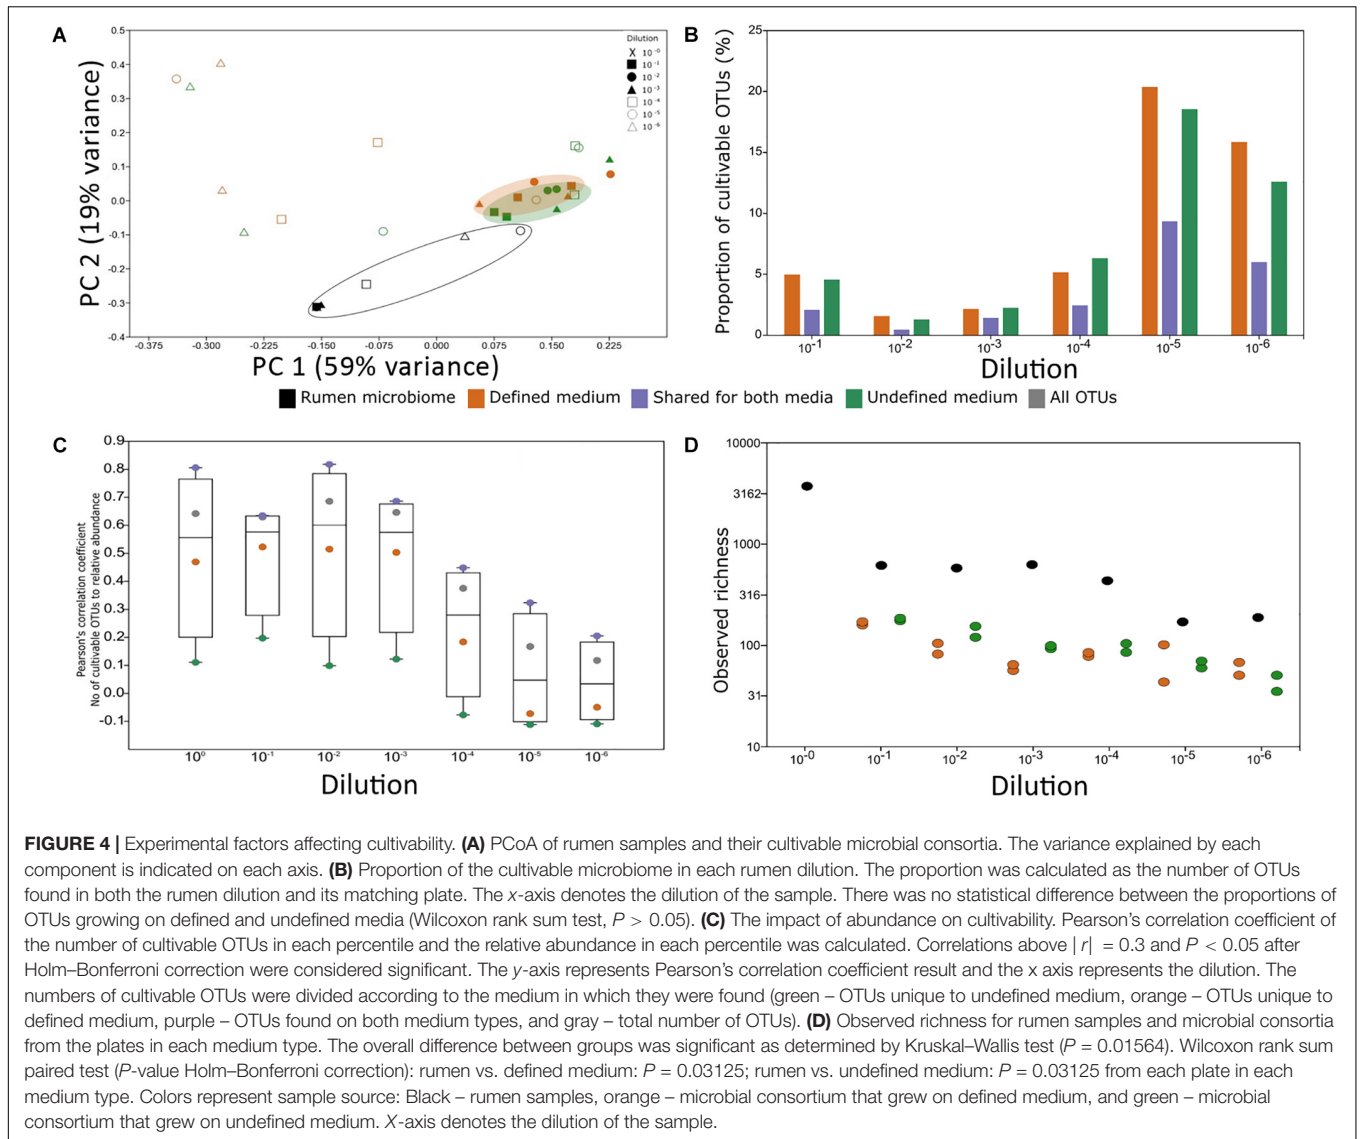 A
PC 2 (19% variance)
0.5
0.4
0.3
0.2
0.1
0.0
-0.1
-0.2
-0.3
-0.4
-0.375 -0.300 -0.225 -0.150 -0.075 0.000 0.075 0.150 0.225
PC 1 (59% variance)
Dilution
X 10⁻⁰
10⁻¹
10⁻²
10⁻³
10⁻⁴
10⁻⁵
10⁻⁶
B
Proportion of cultivable OTUs (%)
25
20
15
10
5
0
10⁻¹ 10⁻² 10⁻³ 10⁻⁴ 10⁻⁵ 10⁻⁶
Dilution
Rumen microbiome Defined medium Shared for both media Undefined medium All OTUs
C
Pearson's correlation coefficient
No of cultivable OTUs to relative abundance
0.9
0.8
0.7
0.6
0.5
0.4
0.3
0.2
0.1
0.0
-0.1
10⁰ 10⁻¹ 10⁻² 10⁻³ 10⁻⁴ 10⁻⁵ 10⁻⁶
Dilution
D
Observed richness
10000
3162
1000
316
100
31
10
10⁻⁰ 10⁻¹ 10⁻² 10⁻³ 10⁻⁴ 10⁻⁵ 10⁻⁶
Dilution
FIGURE 4 | Experimental factors affecting cultivability. (A) PCoA of rumen samples and their cultivable microbial consortia. The variance explained by each
component is indicated on each axis. (B) Proportion of the cultivable microbiome in each rumen dilution. The proportion was calculated as the number of OTUs
found in both the rumen dilution and its matching plate. The x-axis denotes the dilution of the sample. There was no statistical difference between the proportions of
OTUs growing on defined and undefined media (Wilcoxon rank sum test, P > 0.05). (C) The impact of abundance on cultivability. Pearson's correlation coefficient of
the number of cultivable OTUs in each percentile and the relative abundance in each percentile was calculated. Correlations above |r| = 0.3 and P < 0.05 after
Holm–Bonferroni correction were considered significant. The y-axis represents Pearson's correlation coefficient result and the x axis represents the dilution. The
numbers of cultivable OTUs were divided according to the medium in which they were found (green – OTUs unique to undefined medium, orange – OTUs unique to
defined medium, purple – OTUs found on both medium types, and gray – total number of OTUs). (D) Observed richness for rumen samples and microbial consortia
from the plates in each medium type. The overall difference between groups was significant as determined by Kruskal–Wallis test (P = 0.01564). Wilcoxon rank sum
paired test (P-value Holm–Bonferroni correction): rumen vs. defined medium: P = 0.03125; rumen vs. undefined medium: P = 0.03125 from each plate in each
medium type. Colors represent sample source: Black – rumen samples, orange – microbial consortium that grew on defined medium, and green – microbial
consortium that grew on undefined medium. X-axis denotes the dilution of the sample.